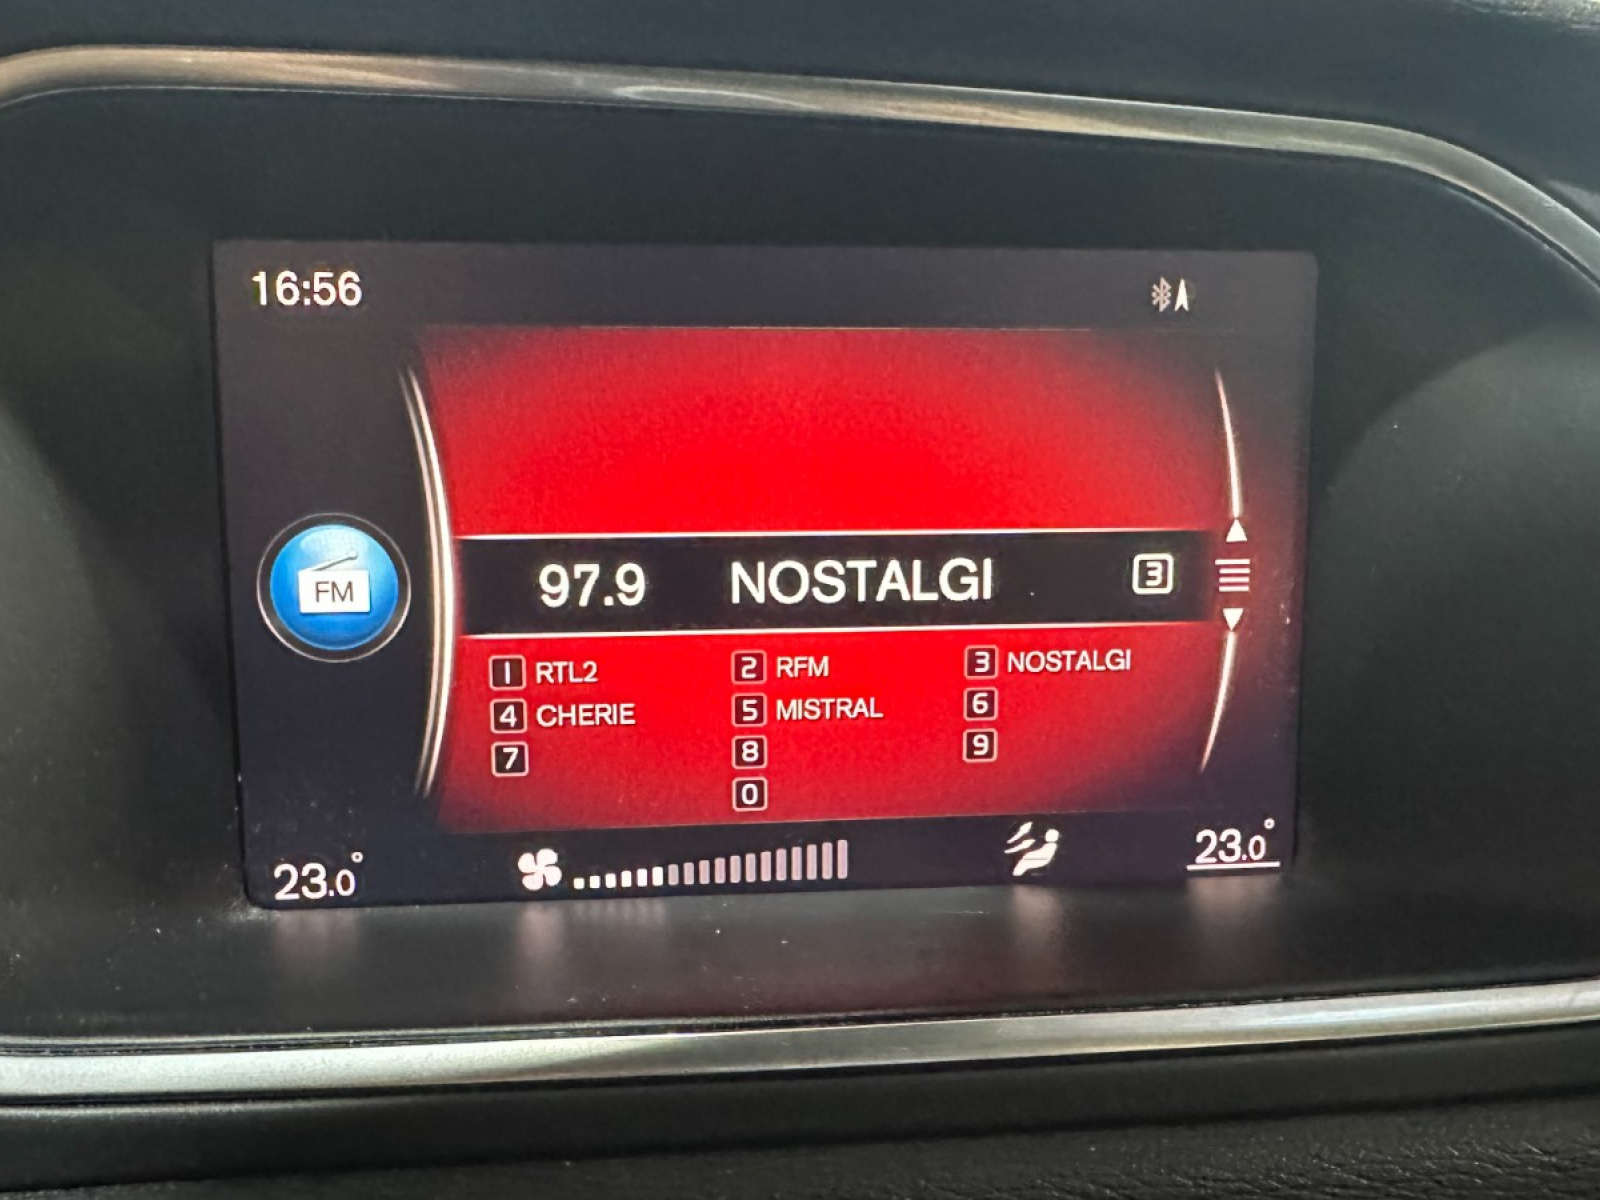 16:56
FM
97.9 NOSTALGI 3
1 RTL2 2 RFM 3 NOSTALGI
4 CHERIE 5 MISTRAL 6
7 8 9
0
23.0° 23.0°